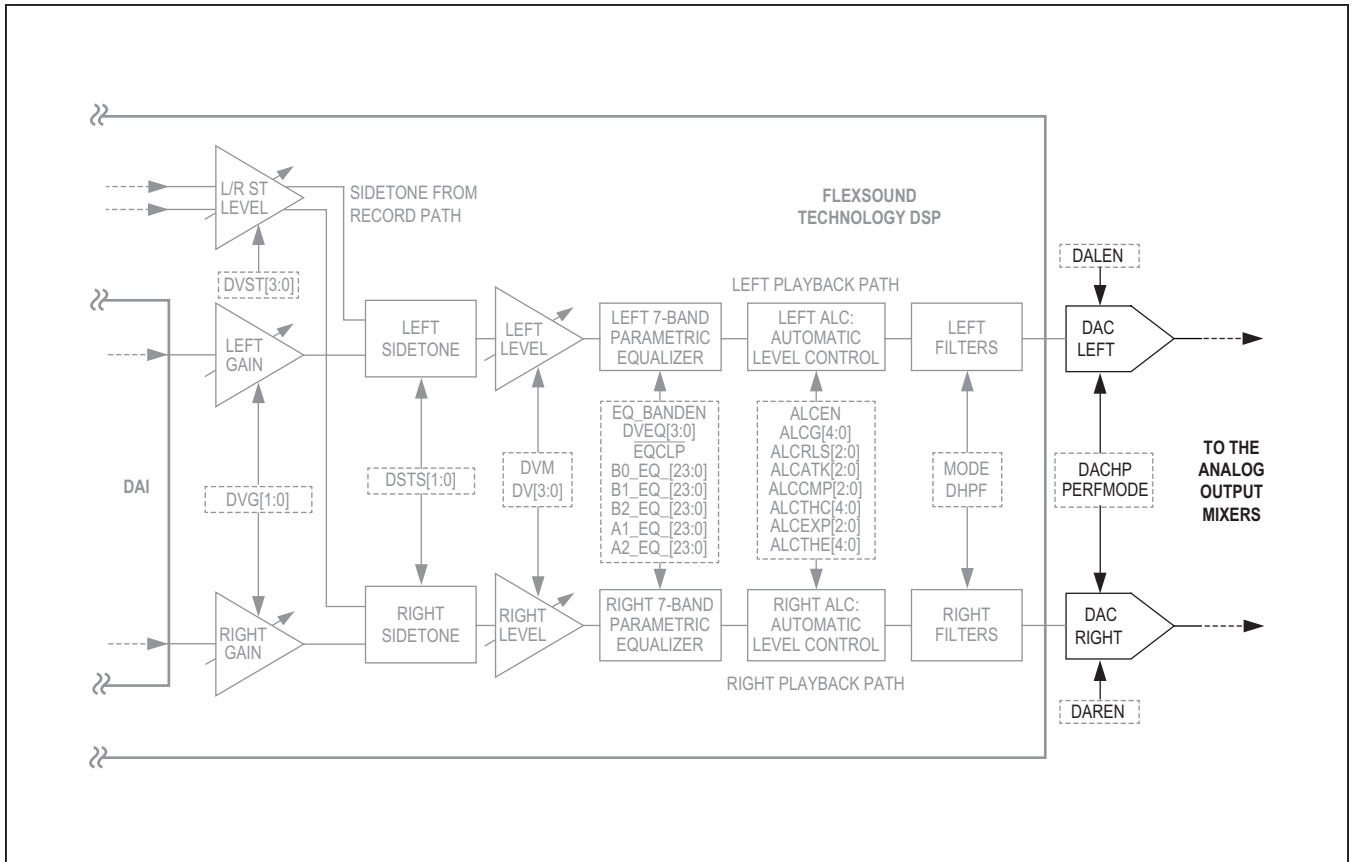 L/R ST
LEVEL
SIDETONE FROM
RECORD PATH
FLEXSOUND
TECHNOLOGY DSP
DVST[3:0]
DALEN
LEFT PLAYBACK PATH
LEFT
GAIN
LEFT
SIDETONE
LEFT
LEVEL
LEFT 7-BAND
PARAMETRIC
EQUALIZER
LEFT ALC:
AUTOMATIC
LEVEL CONTROL
LEFT
FILTERS
DAC
LEFT
DAI
DVG[1:0]
DSTS[1:0]
DVM
DV[3:0]
EQ_BANDEN
DVEQ[3:0]
EQCLP
B0_EQ_[23:0]
B1_EQ_[23:0]
B2_EQ_[23:0]
A1_EQ_[23:0]
A2_EQ_[23:0]
ALCEN
ALCG[4:0]
ALCRLS[2:0]
ALCATK[2:0]
ALCCMP[2:0]
ALCTHC[4:0]
ALCEXP[2:0]
ALCTHE[4:0]
MODE
DHPF
DACHP
PERFMODE
TO THE
ANALOG
OUTPUT
MIXERS
RIGHT
GAIN
RIGHT
SIDETONE
RIGHT
LEVEL
RIGHT 7-BAND
PARAMETRIC
EQUALIZER
RIGHT ALC:
AUTOMATIC
LEVEL CONTROL
RIGHT
FILTERS
DAC
RIGHT
RIGHT PLAYBACK PATH
DAREN